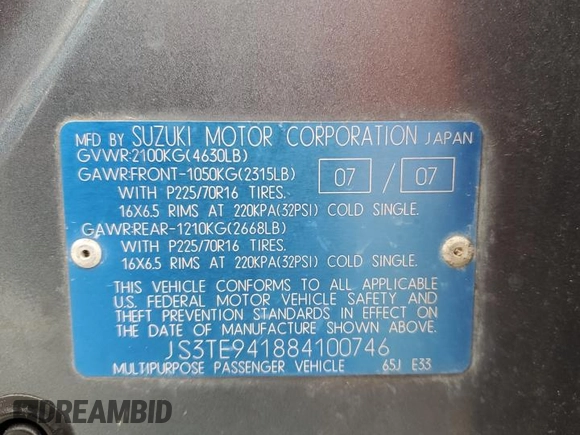 MFD BY SUZUKI MOTOR CORPORATION JAPAN
GVWR:2100KG(4630LB)
GAWR:FRONT-1050KG(2315LB) 07 / 07
WITH P225/70R16 TIRES.
16X6.5 RIMS AT 220KPA(32PSI) COLD SINGLE.
GAWR:REAR-1210KG(2668LB)
WITH P225/70R16 TIRES.
16X6.5 RIMS AT 220KPA(32PSI) COLD SINGLE.
THIS VEHICLE CONFORMS TO ALL APPLICABLE
U.S. FEDERAL MOTOR VEHICLE SAFETY AND
THEFT PREVENTION STANDARDS IN EFFECT ON
THE DATE OF MANUFACTURE SHOWN ABOVE.
JS3TE941884100746
MULTIPURPOSE PASSENGER VEHICLE 65J E33
DREAMBID